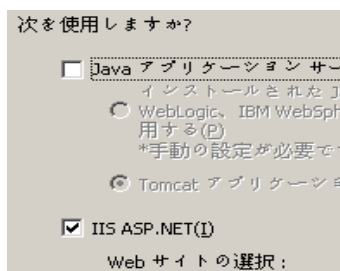 次を使用しますか?
Java アプリケーション サー
インストールされた J
WebLogic、IBM WebSph
用する(P)
*手動の設定が必要で
Tomcat アプリケーショ
IIS ASP.NET(I)
Web サイトの選択: